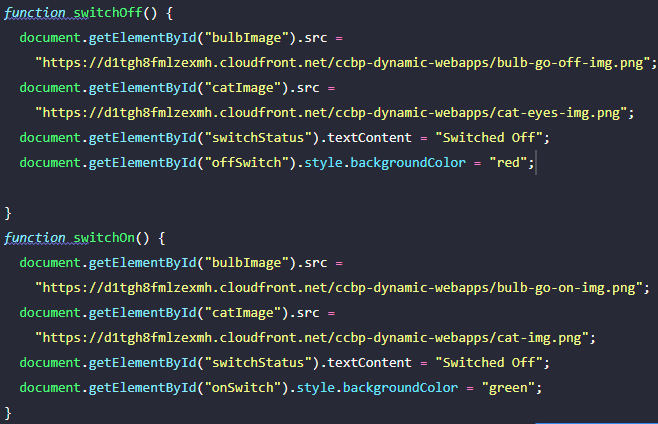 function switchOff() {
document.getElementById("bulbImage").src =
"https://d1tgh8fmlzexmh.cloudfront.net/ccbp-dynamic-webapps/bulb-go-off-img.png";
document.getElementById("catImage").src =
"https://d1tgh8fmlzexmh.cloudfront.net/ccbp-dynamic-webapps/cat-eyes-img.png";
document.getElementById("switchStatus").textContent = "Switched Off";
document.getElementById("offSwitch").style.backgroundColor = "red";
}
function switchOn() {
document.getElementById("bulbImage").src =
"https://d1tgh8fmlzexmh.cloudfront.net/ccbp-dynamic-webapps/bulb-go-on-img.png";
document.getElementById("catImage").src =
"https://d1tgh8fmlzexmh.cloudfront.net/ccbp-dynamic-webapps/cat-img.png";
document.getElementById("switchStatus").textContent = "Switched Off";
document.getElementById("onSwitch").style.backgroundColor = "green";
}